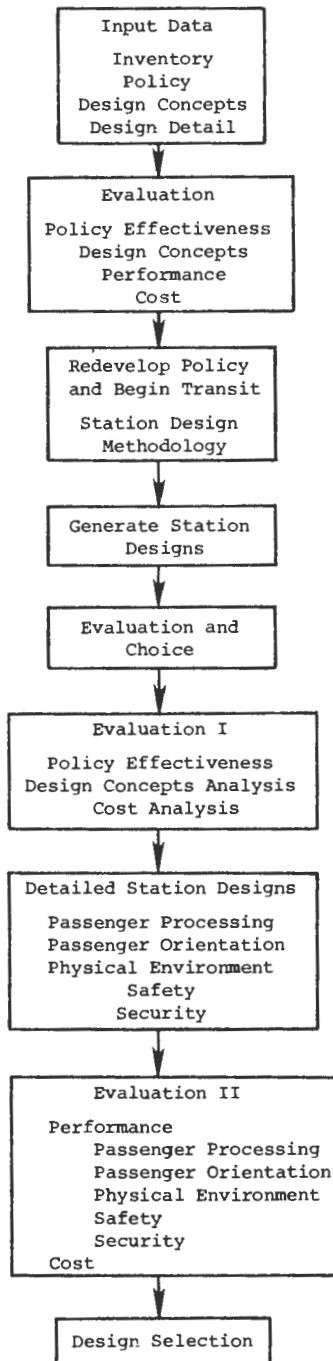 Input Data
Inventory
Policy
Design Concepts
Design Detail
Evaluation
Policy Effectiveness
Design Concepts
Performance
Cost
Redevelop Policy
and Begin Transit
Station Design
Methodology
Generate Station
Designs
Evaluation and
Choice
Evaluation I
Policy Effectiveness
Design Concepts Analysis
Cost Analysis
Detailed Station Designs
Passenger Processing
Passenger Orientation
Physical Environment
Safety
Security
Evaluation II
Performance
Passenger Processing
Passenger Orientation
Physical Environment
Safety
Security
Cost
Design Selection